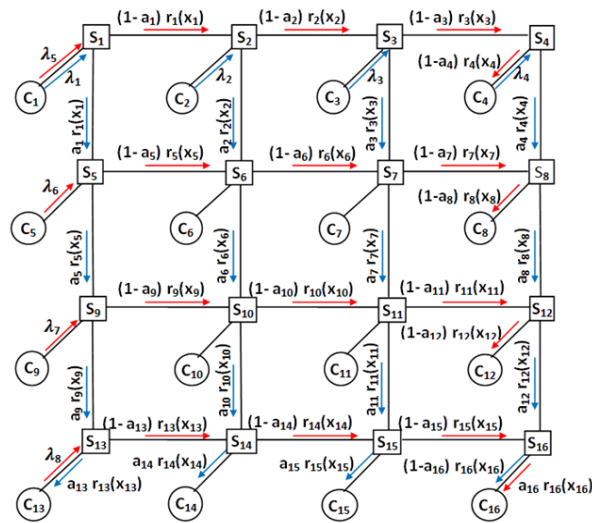 (1- a₁) r₁(x₁) (1- a₂) r₂(x₂) (1- a₃) r₃(x₃)
S₁ S₂ S₃ S₄
λ₅ λ₁ λ₂ λ₃ (1-a₄) r₄(x₄) λ₄
C₁ C₂ C₃ C₄
a₁ r₁(x₁) a₂ r₂(x₂) a₃ r₃(x₃) a₄ r₄(x₄)
(1- a₅) r₅(x₅) (1- a₆) r₆(x₆) (1- a₇) r₇(x₇)
S₅ S₆ S₇ S₈
λ₆ (1-a₈) r₈(x₈)
C₅ C₆ C₇ C₈
a₅ r₅(x₅) a₆ r₆(x₆) a₇ r₇(x₇) a₈ r₈(x₈)
(1- a₉) r₉(x₉) (1- a₁₀) r₁₀(x₁₀) (1- a₁₁) r₁₁(x₁₁)
S₉ S₁₀ S₁₁ S₁₂
λ₇ (1-a₁₂) r₁₂(x₁₂)
C₉ C₁₀ C₁₁ C₁₂
a₉ r₉(x₉) a₁₀ r₁₀(x₁₀) a₁₁ r₁₁(x₁₁) a₁₂ r₁₂(x₁₂)
(1- a₁₃) r₁₃(x₁₃) (1- a₁₄) r₁₄(x₁₄) (1- a₁₅) r₁₅(x₁₅)
S₁₃ S₁₄ S₁₅ S₁₆
λ₈ a₁₃ r₁₃(x₁₃) a₁₄ r₁₄(x₁₄) a₁₅ r₁₅(x₁₅) (1-a₁₆) r₁₆(x₁₆) a₁₆ r₁₆(x₁₆)
C₁₃ C₁₄ C₁₅ C₁₆